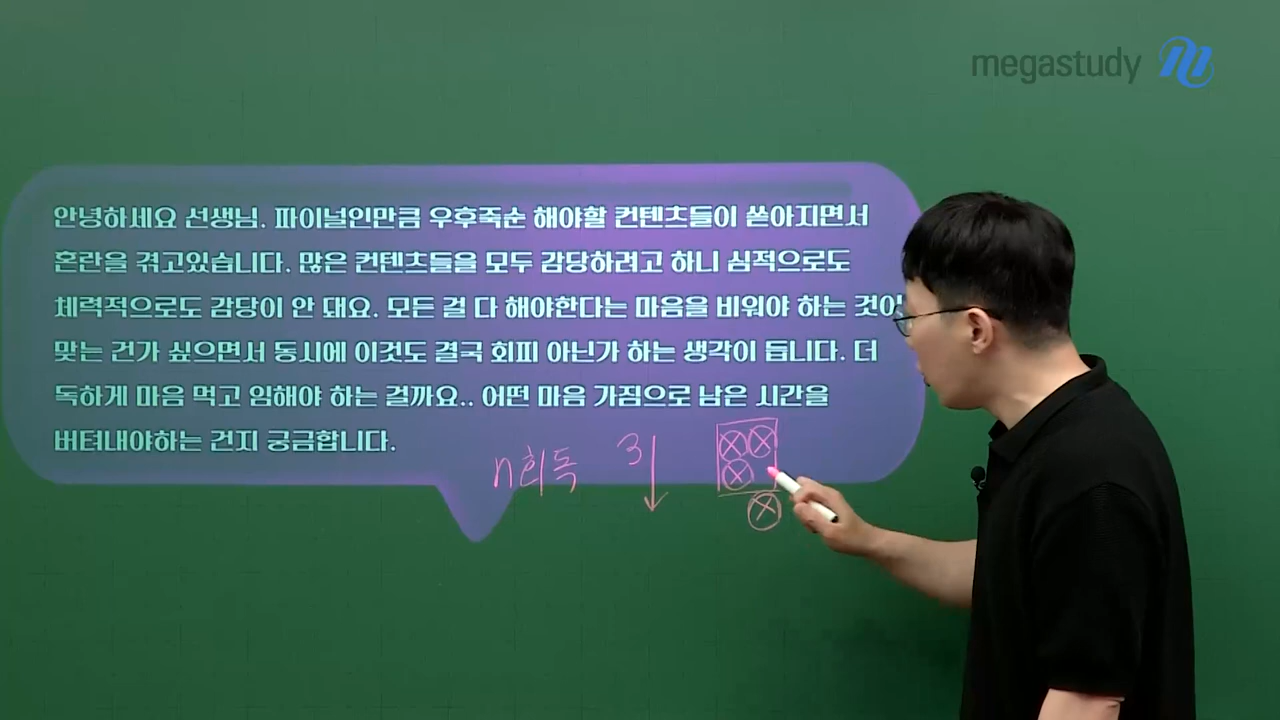 megastudy
안녕하세요 선생님. 파이널인만큼 우후죽순 해야할 컨텐츠들이 쏟아지면서
혼란을 겪고있습니다. 많은 컨텐츠들을 모두 감당하려고 하니 심적으로도
체력적으로도 감당이 안 돼요. 모든 걸 다 해야한다는 마음을 비워야 하는 것이
맞는 건가 싶으면서 동시에 이것도 결국 회피 아닌가 하는 생각이 듭니다. 더
독하게 마음 먹고 임해야 하는 걸까요.. 어떤 마음 가짐으로 남은 시간을
버텨내야하는 건지 궁금합니다.
n회독 3